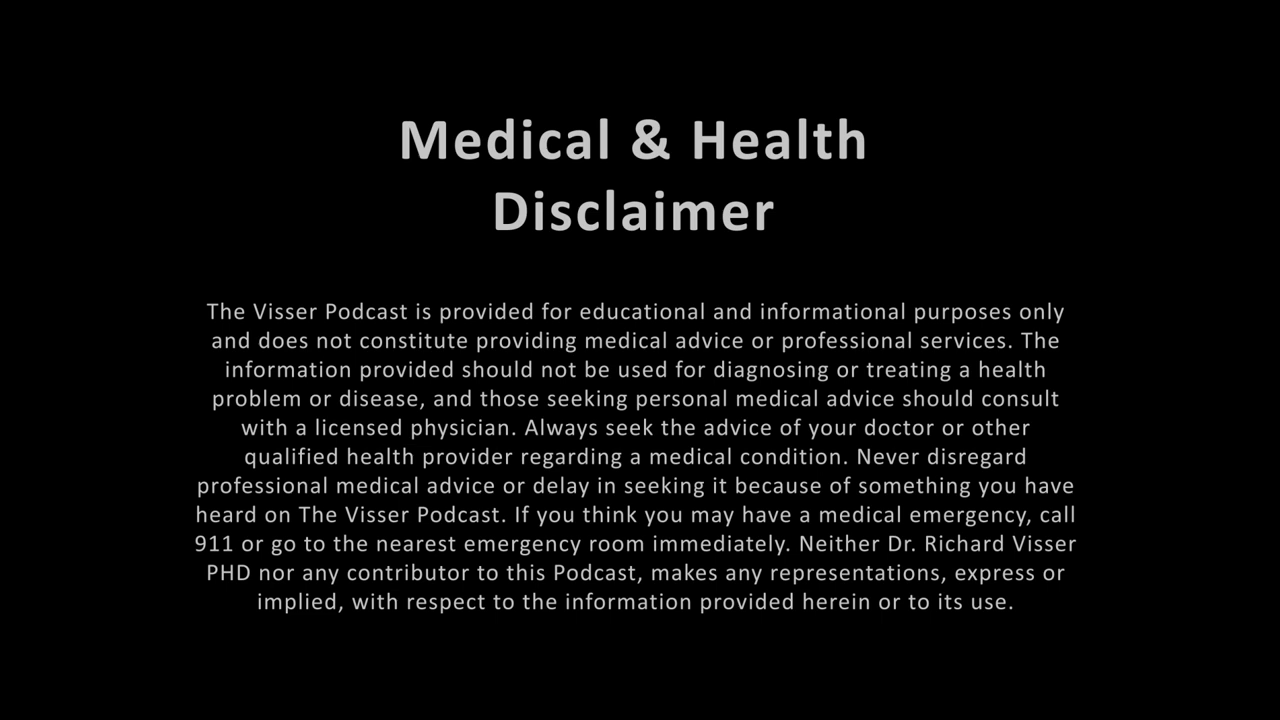 Medical & Health
Disclaimer
The Visser Podcast is provided for educational and informational purposes only
and does not constitute providing medical advice or professional services. The
information provided should not be used for diagnosing or treating a health
problem or disease, and those seeking personal medical advice should consult
with a licensed physician. Always seek the advice of your doctor or other
qualified health provider regarding a medical condition. Never disregard
professional medical advice or delay in seeking it because of something you have
heard on The Visser Podcast. If you think you may have a medical emergency, call
911 or go to the nearest emergency room immediately. Neither Dr. Richard Visser
PHD nor any contributor to this Podcast, makes any representations, express or
implied, with respect to the information provided herein or to its use.